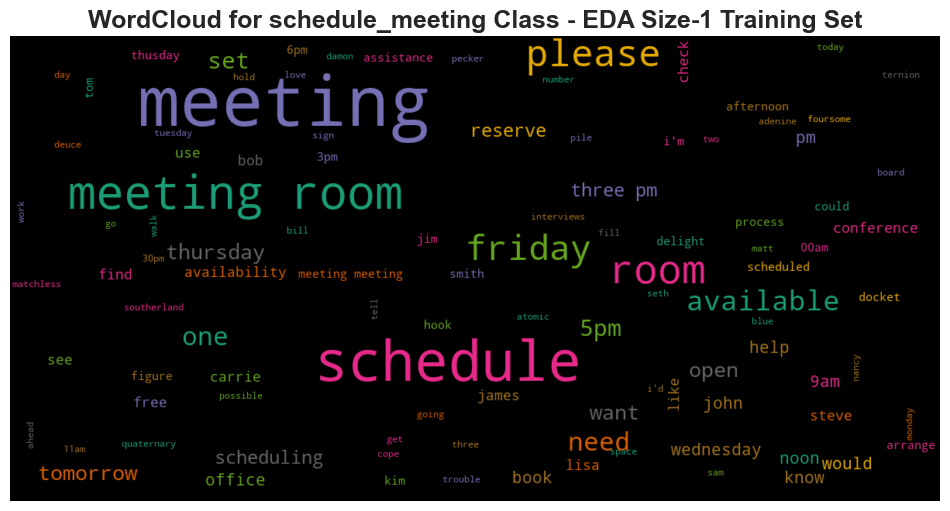 WordCloud for schedule_meeting Class - EDA Size-1 Training Set
thusday
set
6pm
damon
assistance
pecker
please
check
today
day
tom
hold
love
number
ternion
meeting
afternoon
tuesday
sign
reserve
pile
i'm
two
adenine
foursome
pm
deuce
use
bob
3pm
board
meeting room
three pm
work
go
walk
bill
interviews
could
process
conference
thursday
jim
friday
fill
delight
matt
00am
30pm
find
availability
meeting meeting
smith
room
scheduled
matchless
seth
available
docket
southerland
tell
atomic
blue
one
hook
5pm
schedule
help
see
figure
carrie
open
nancy
9am
free
possible
james
i'd
like
john
going
want
steve
monday
ahead
11am
quaternary
get
three
need
space
wednesday
arrange
cope
scheduling
lisa
noon
would
tomorrow
office
kim
trouble
book
sam
know